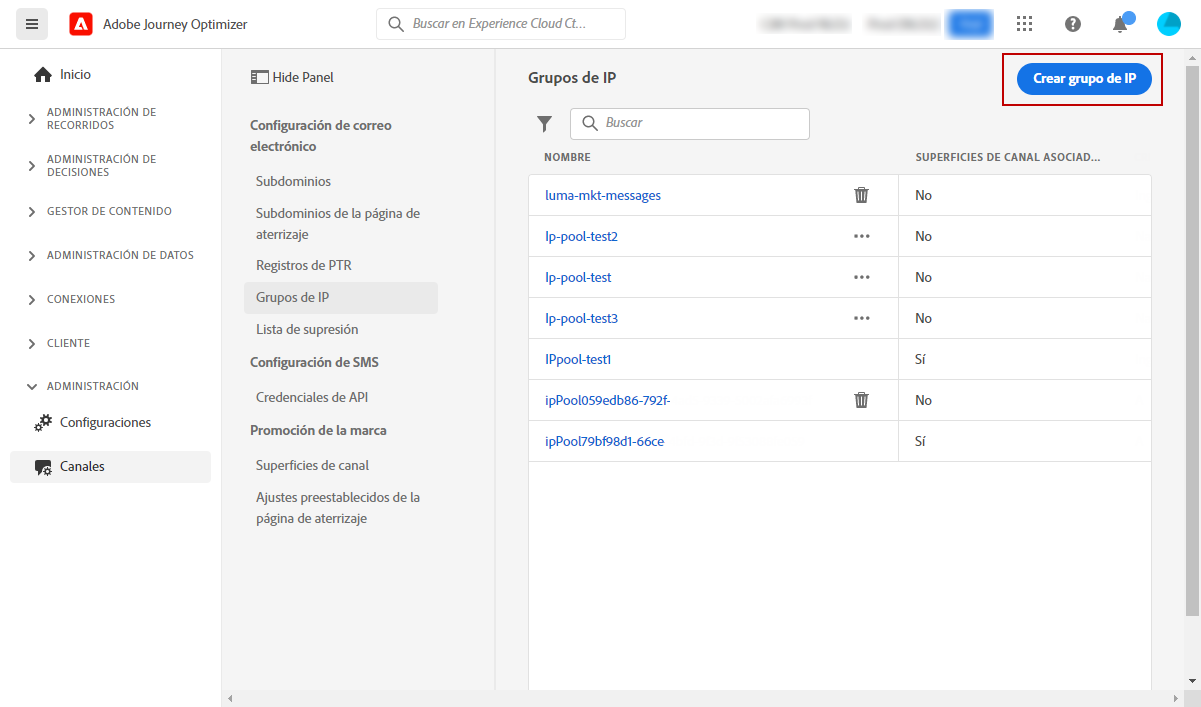 Adobe Journey Optimizer
Buscar en Experience Cloud Ct...
Inicio
ADMINISTRACIÓN DE
RECORRIDOS
ADMINISTRACIÓN DE
DECISIONES
GESTOR DE CONTENIDO
ADMINISTRACIÓN DE DATOS
CONEXIONES
CLIENTE
ADMINISTRACIÓN
Configuraciones
Canales
Hide Panel
Configuración de correo
electrónico
Subdominios
Subdominios de la página de
aterrizaje
Registros de PTR
Grupos de IP
Lista de supresión
Configuración de SMS
Credenciales de API
Promoción de la marca
Superficies de canal
Ajustes preestablecidos de la
página de aterrizaje
Grupos de IP
Crear grupo de IP
Buscar
NOMBRE SUPERFICIES DE CANAL ASOCIAD...
luma-mkt-messages No
Ip-pool-test2 No
Ip-pool-test No
Ip-pool-test3 No
IPpool-test1 Sí
ipPool059edb86-792f- No
ipPool79bf98d1-66ce Sí